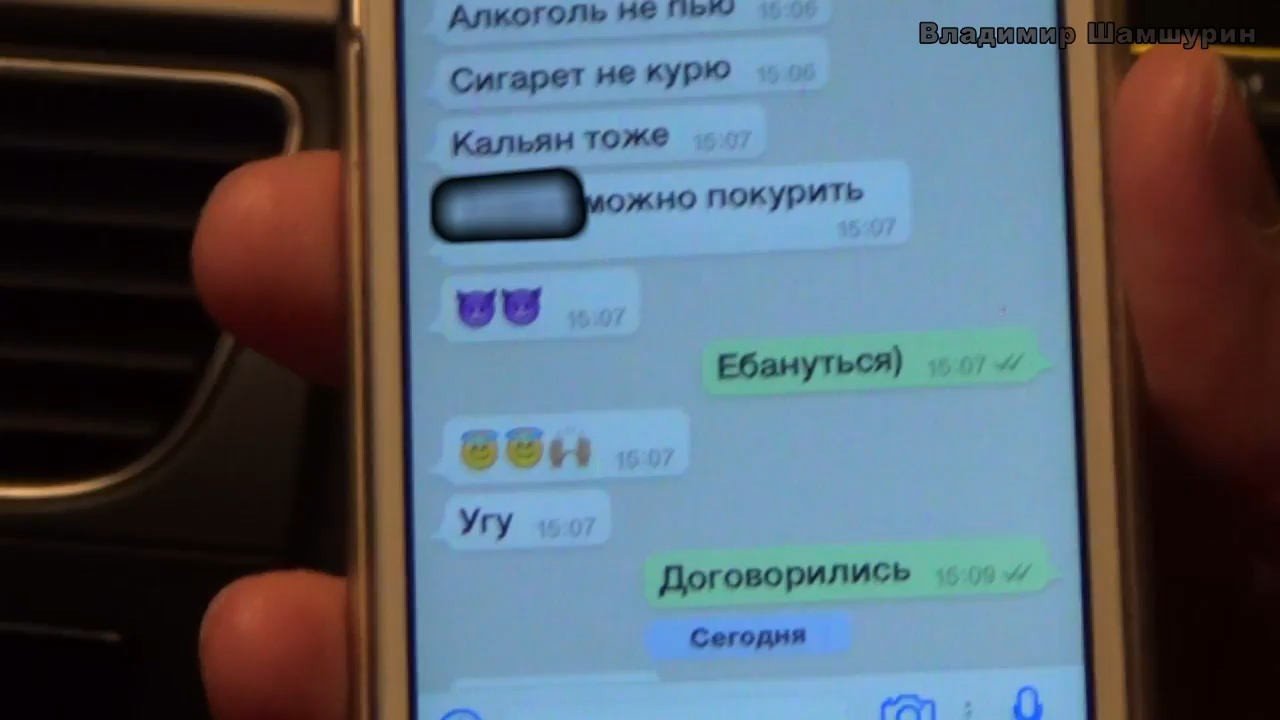 Владимир Шамшурин
Алкоголь не пью 15:06
Сигарет не курю 15:06
Кальян тоже 15:07
можно покурить
15:07
😈😈 15:07
Ебануться) 15:07
😇😇🙌 15:07
Угу 15:07
Договорились 15:09
Сегодня